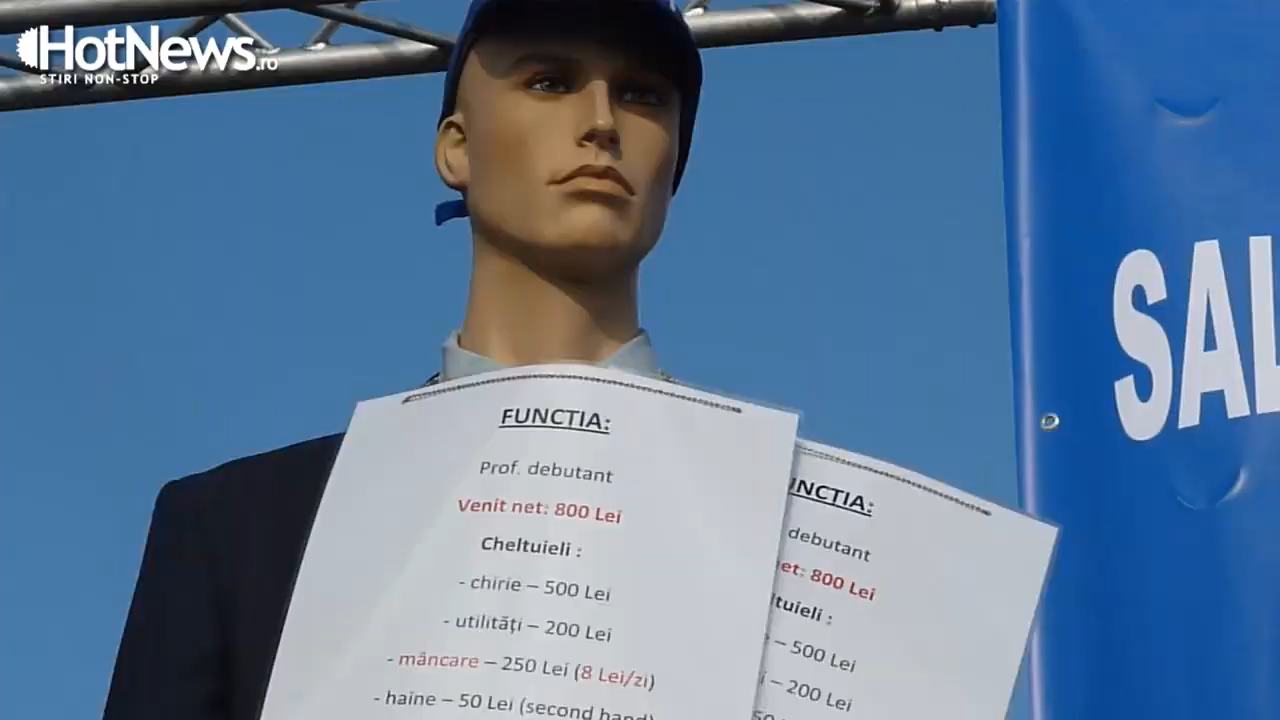 HotNews.ro
STIRI NON-STOP
FUNCTIA:
Prof. debutant
Venit net: 800 Lei
Cheltuieli :
- chirie – 500 Lei
- utilități – 200 Lei
- mâncare – 250 Lei (8 Lei/zi)
- haine – 50 Lei (second hand)
NCTIA:
debutant
et: 800 Lei
tuieli :
– 500 Lei
i – 200 Lei
SAL